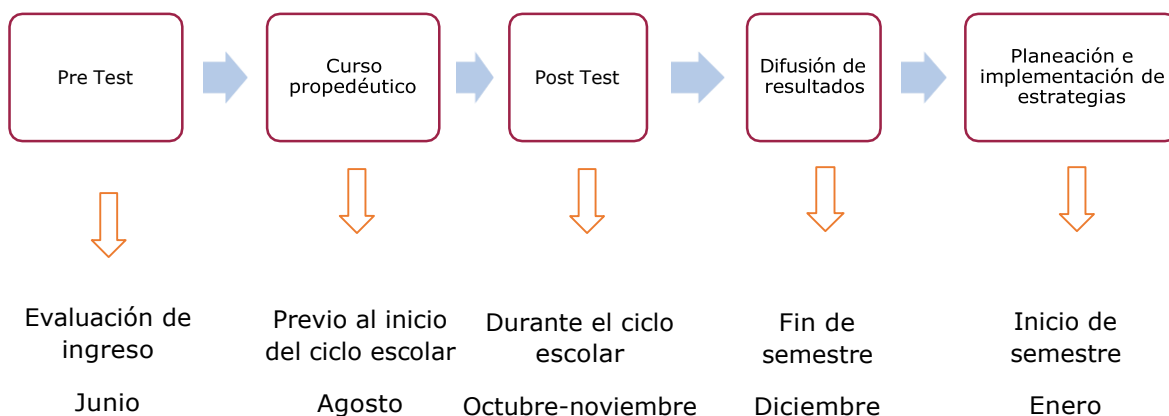 Pre Test
Curso
propedéutico
Post Test
Difusión de
resultados
Planeación e
implementación de
estrategias
Evaluación de
ingreso
Previo al inicio
del ciclo escolar
Durante el ciclo
escolar
Fin de
semestre
Inicio de
semestre
Junio
Agosto
Octubre-noviembre
Diciembre
Enero